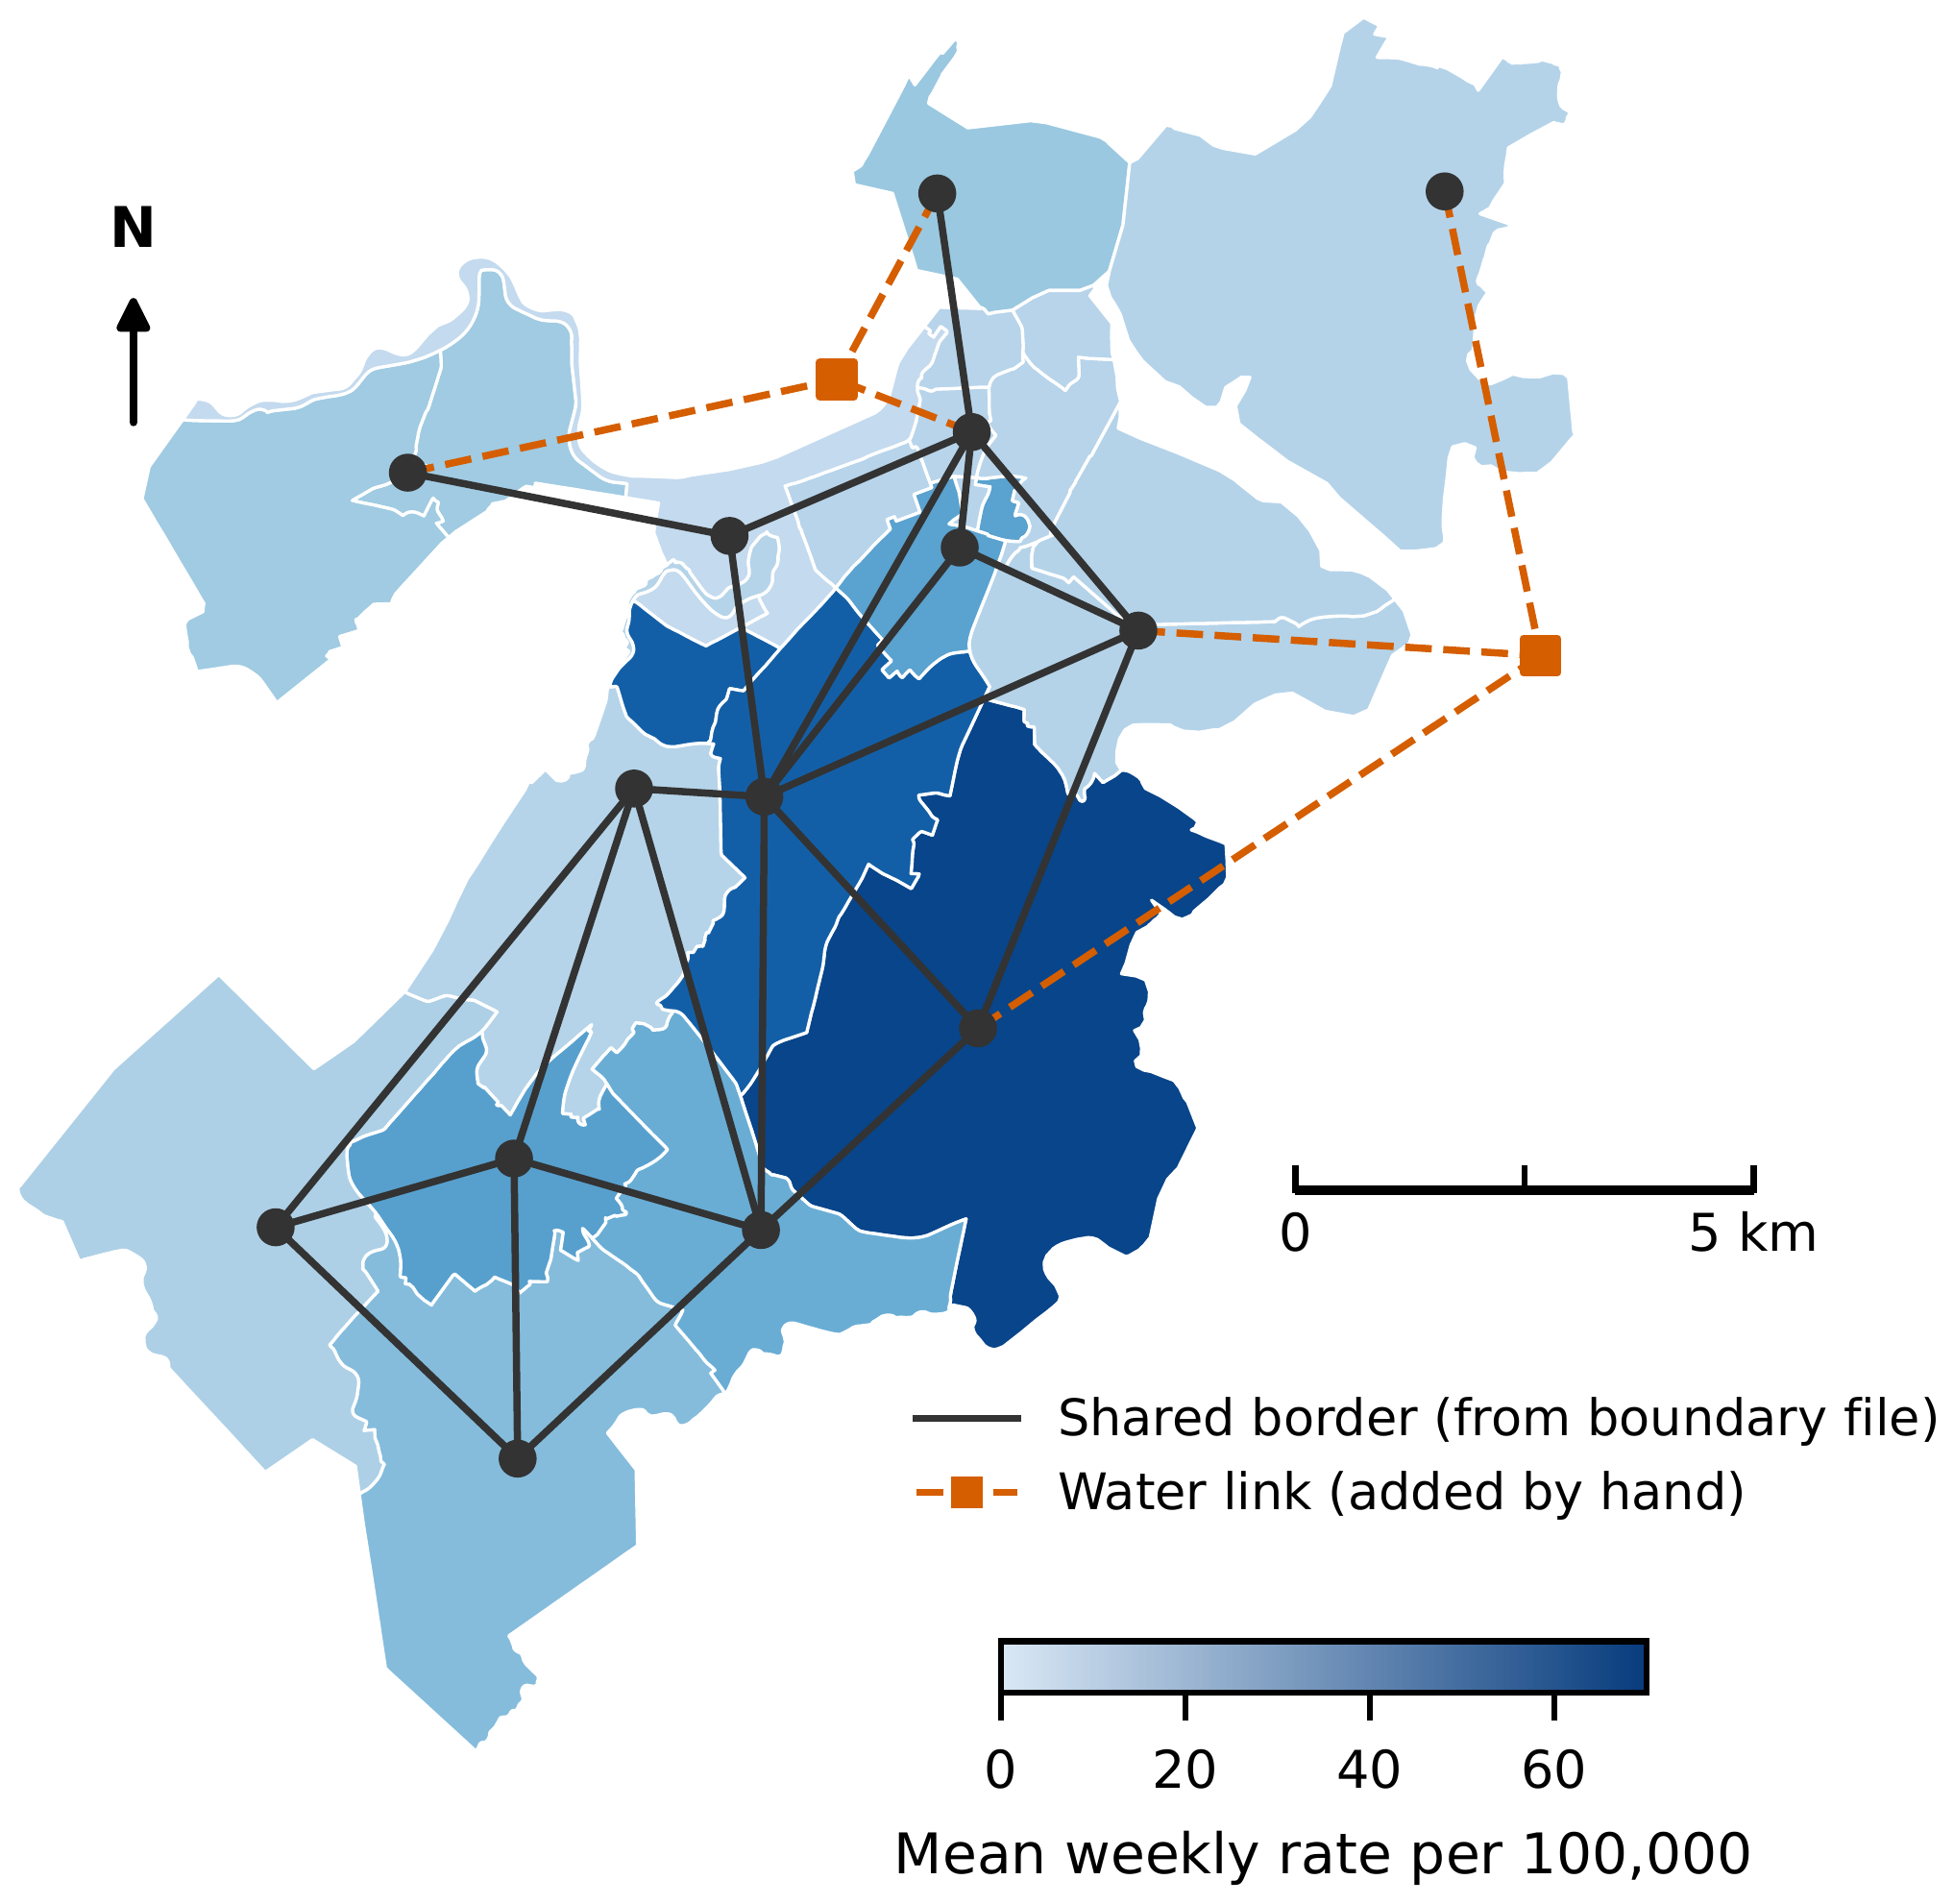 N
0 5 km
Shared border (from boundary file)
Water link (added by hand)
0 20 40 60
Mean weekly rate per 100,000